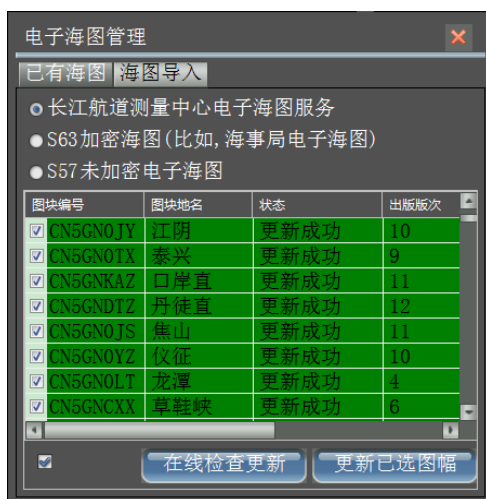 电子海图管理
已有海图 海图导入
长江航道测量中心电子海图服务
S63加密海图(比如,海事局电子海图)
S57未加密电子海图
图块编号 图块地名 状态 出版版次
CN5GN0JY 江阴 更新成功 10
CN5GN0TX 泰兴 更新成功 9
CN5GNKAZ 口岸直 更新成功 11
CN5GNDTZ 丹徒直 更新成功 12
CN5GN0JS 焦山 更新成功 11
CN5GN0YZ 仪征 更新成功 10
CN5GN0LT 龙潭 更新成功 4
CN5GNCXX 草鞋峡 更新成功 6
在线检查更新 更新已选图幅